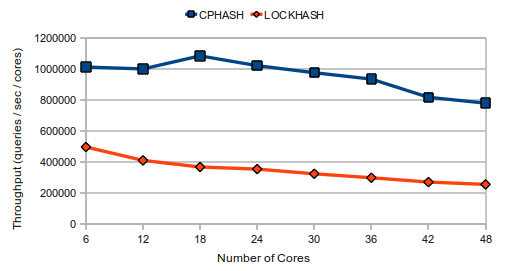 CPHASH LOCKHASH
Throughput (queries / sec / cores)
1200000
1000000
800000
600000
400000
200000
0
6 12 18 24 30 36 42 48
Number of Cores